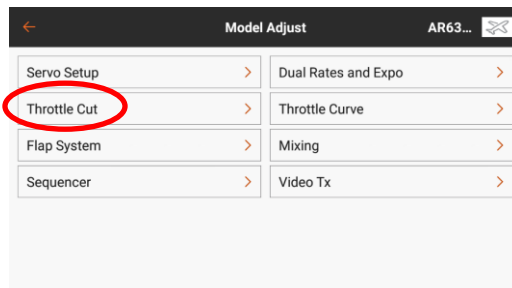 Model Adjust
AR63...
Servo Setup
Dual Rates and Expo
Throttle Cut
Throttle Curve
Flap System
Mixing
Sequencer
Video Tx